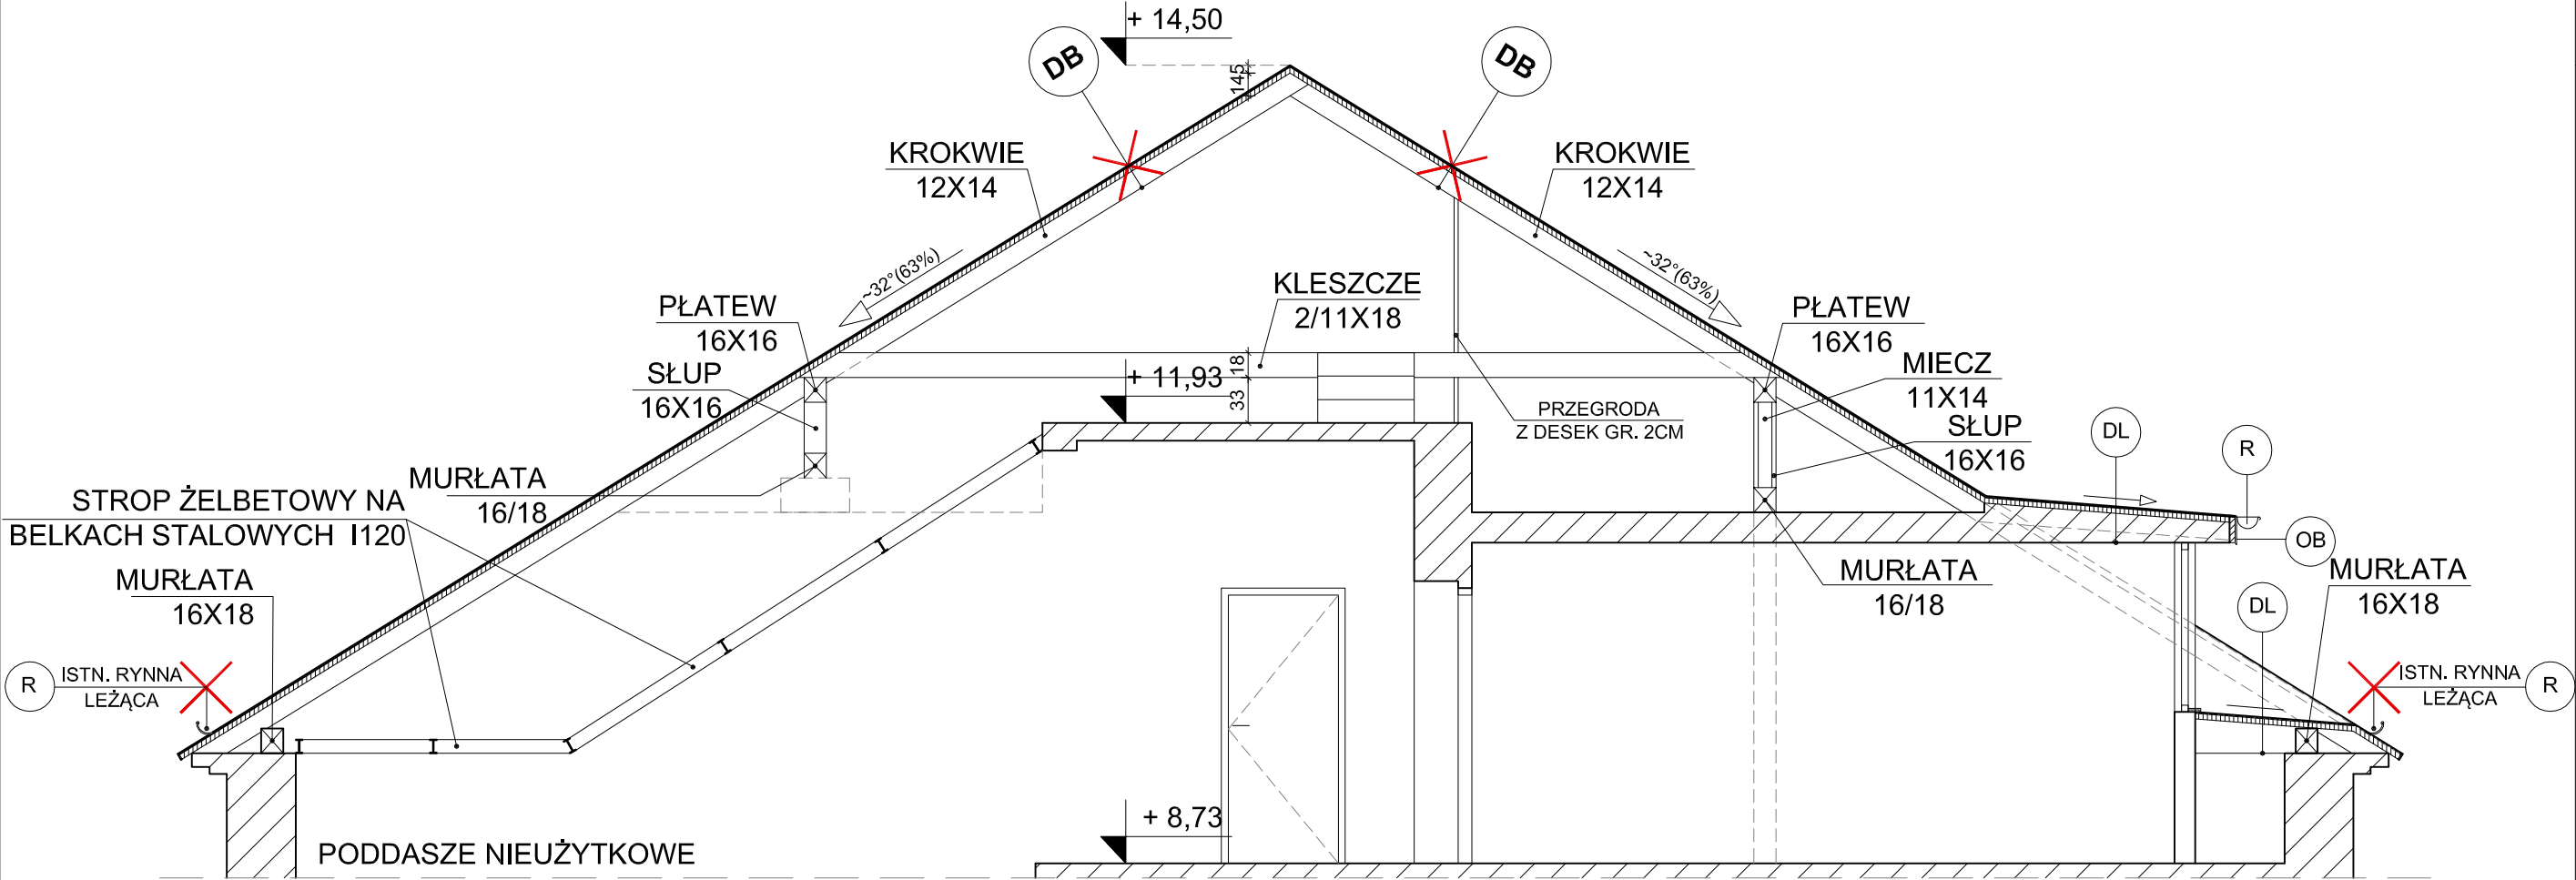 + 14,50
DB
DB
145
KROKWIE
12X14
KROKWIE
12X14
~32°(63%)
~32°(63%)
KLESZCZE
2/11X18
PŁATEW
16X16
PŁATEW
16X16
SŁUP
16X16
MIECZ
11X14
18
33
+ 11,93
PRZEGRODA
Z DESEK GR. 2CM
SŁUP
16X16
DL
R
MURŁATA
16/18
STROP ŻELBETOWY NA
BELKACH STALOWYCH I120
OB
MURŁATA
16X18
MURŁATA
16/18
MURŁATA
16X18
DL
R
ISTN. RYNNA
LEŻĄCA
ISTN. RYNNA
LEŻĄCA
R
+ 8,73
PODDASZE NIEUŻYTKOWE